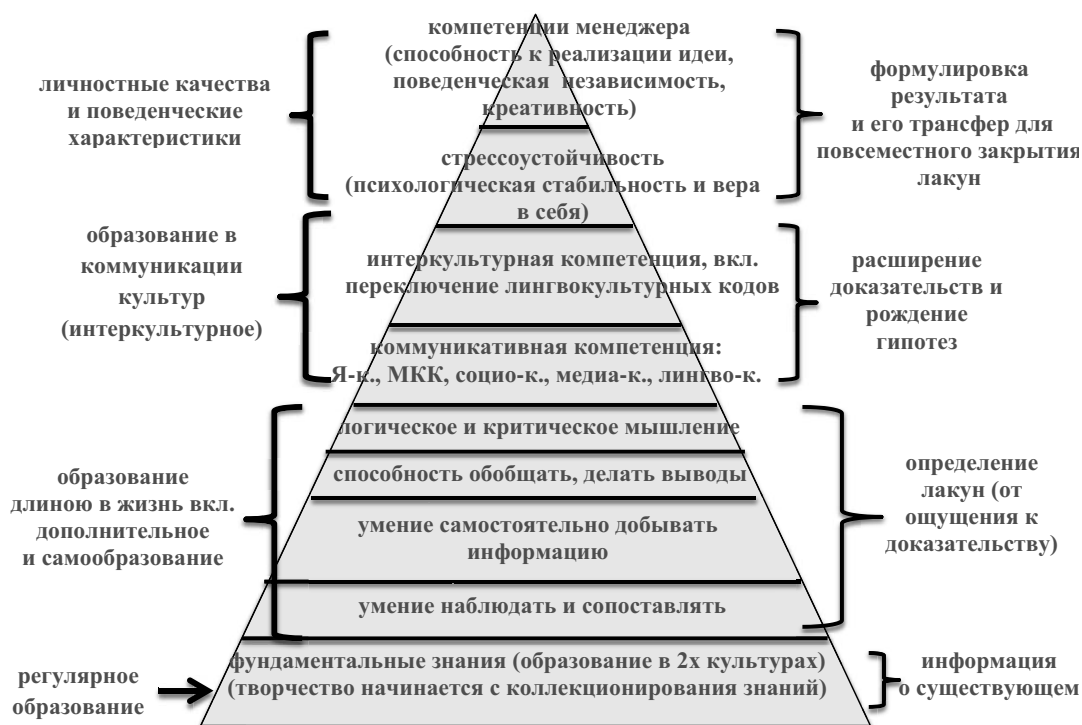 компетенции менеджера
(способность к реализации идеи,
поведенческая независимость,
креативность)
личностные качества
и поведенческие
характеристики
формулировка
результата
и его трансфер для
повсеместного закрытия
лакун
стрессоустойчивость
(психологическая стабильность и вера
в себя)
образование в
коммуникации
культур
(интеркультурное)
интеркультурная компетенция, вкл.
переключение лингвокультурных кодов
расширение
доказательств и
рождение
гипотез
коммуникативная компетенция:
Я-к., МКК, социо-к., медиа-к., лингво-к.
логическое и критическое мышление
способность обобщать, делать выводы
образование
длиною в жизнь вкл.
дополнительное
и самообразование
умение самостоятельно добывать
информацию
определение
лакун (от
ощущения к
доказательству)
умение наблюдать и сопоставлять
регулярное
образование
фундаментальные знания (образование в 2х культурах)
(творчество начинается с коллекционирования знаний)
информация
о существующем